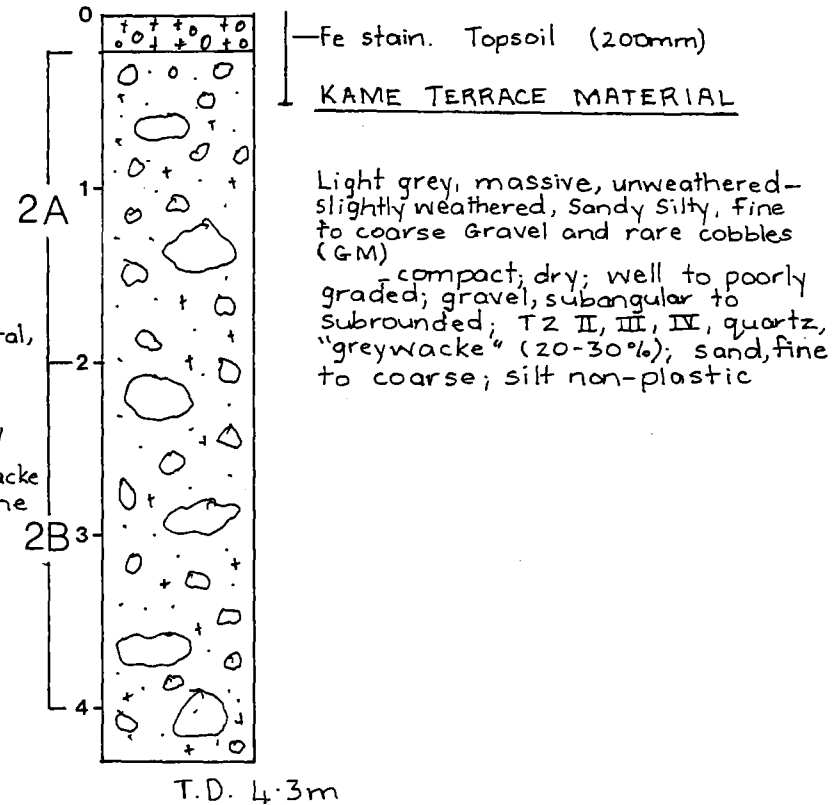 0
Fe stain. Topsoil (200mm)
KAME TERRACE MATERIAL
1
2A
Light grey, massive, unweathered-
slightly weathered, Sandy Silty, fine
to coarse Gravel and rare cobbles
(GM)
- compact; dry; well to poorly
graded; gravel, subangular to
subrounded; TZ II, III, IV, quartz,
"greywacke" (20-30%); sand, fine
to coarse; silt non-plastic
2
2B
3
4
T.D. 4.3m